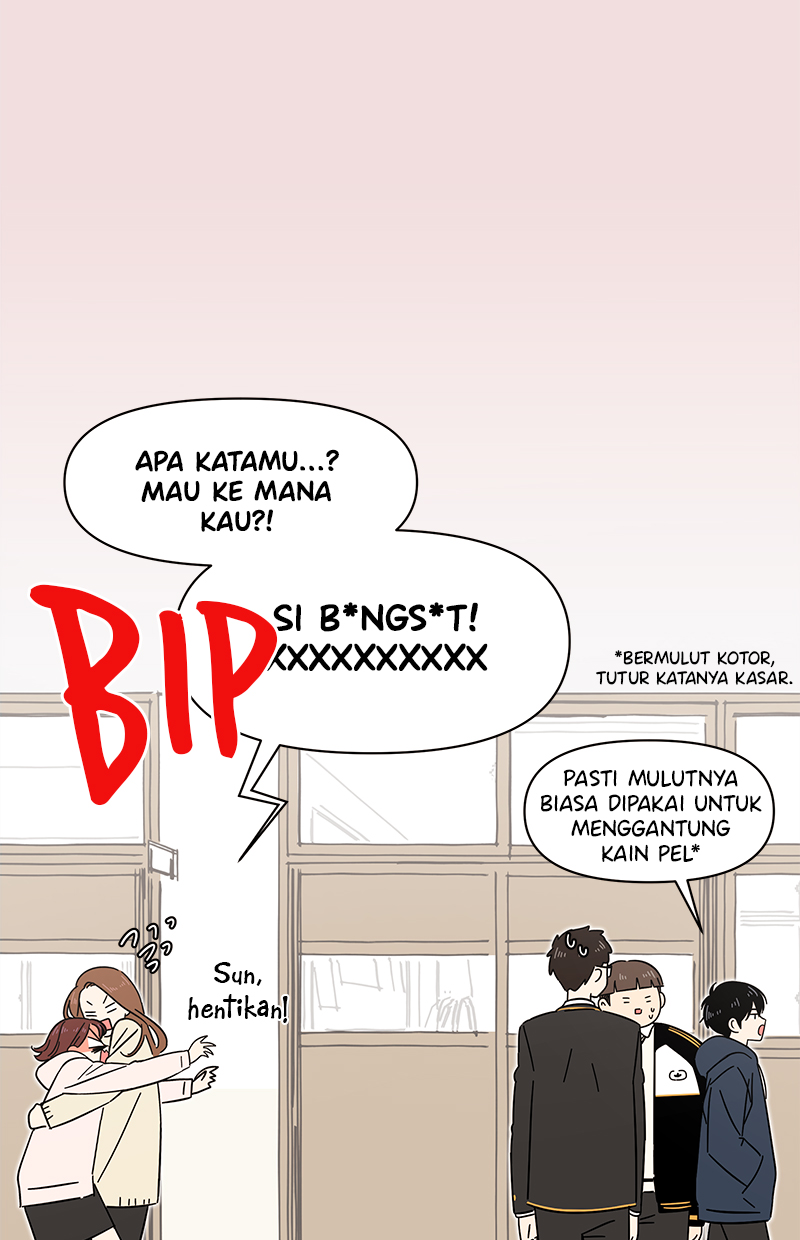 APA KATAMU...?
MAU KE MANA
KAU?!
SI B*NGS*T!
XXXXXXXXXX
BIP
*BERMULUT KOTOR,
TUTUR KATANYA KASAR.
PASTI MULUTNYA
BIASA DIPAKAI UNTUK
MENGGANTUNG
KAIN PEL*
Sun,
hentikan!